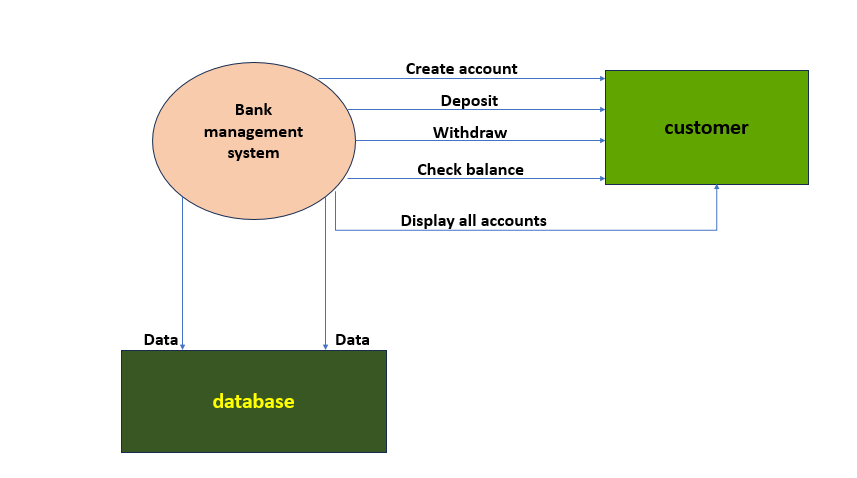 Create account
Deposit
Withdraw
Check balance
Display all accounts
Bank
management
system
customer
Data
Data
database